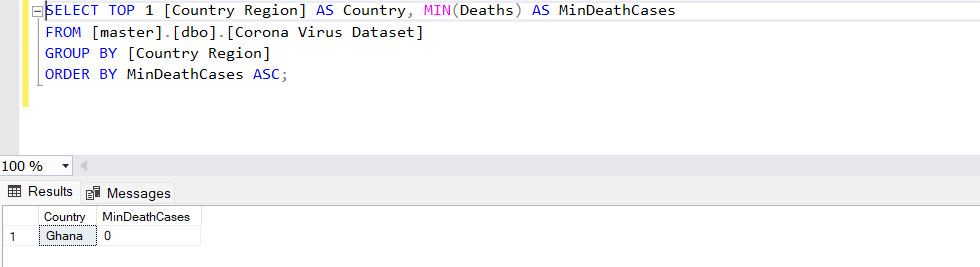 SELECT TOP 1 [Country Region] AS Country, MIN(Deaths) AS MinDeathCases
FROM [master].[dbo].[Corona Virus Dataset]
GROUP BY [Country Region]
ORDER BY MinDeathCases ASC;
100 %
Results Messages
Country MinDeathCases
1 Ghana 0